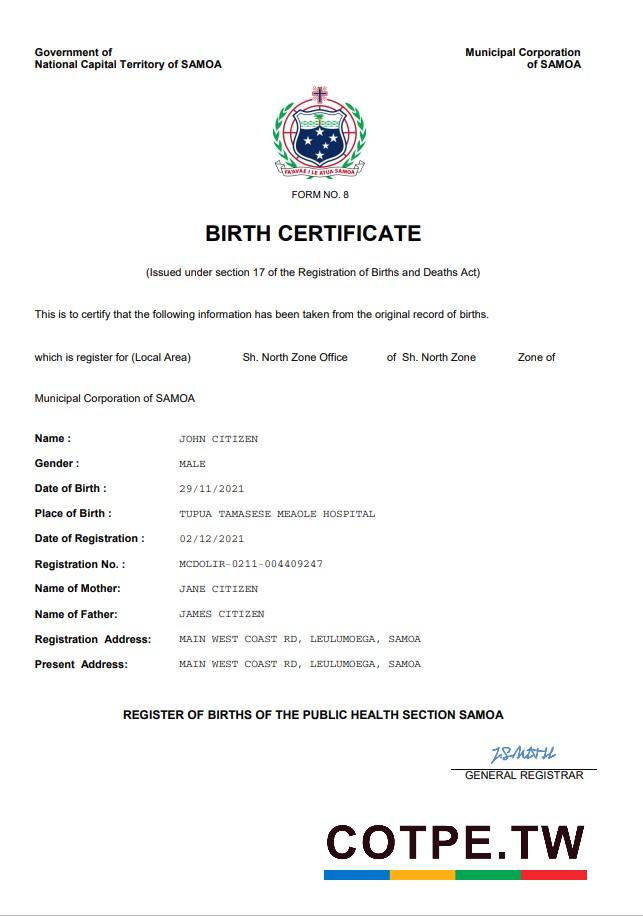 Government of
National Capital Territory of SAMOA
Municipal Corporation
of SAMOA
FA'AVAE I LE ATUA SAMOA
FORM NO. 8
BIRTH CERTIFICATE
(Issued under section 17 of the Registration of Births and Deaths Act)
This is to certify that the following information has been taken from the original record of births.
which is register for (Local Area) Sh. North Zone Office of Sh. North Zone Zone of
Municipal Corporation of SAMOA
Name : JOHN CITIZEN
Gender : MALE
Date of Birth : 29/11/2021
Place of Birth : TUPUA TAMASESE MEAOLE HOSPITAL
Date of Registration : 02/12/2021
Registration No. : MCDOLIR-0211-004409247
Name of Mother: JANE CITIZEN
Name of Father: JAMES CITIZEN
Registration Address: MAIN WEST COAST RD, LEULUMOEGA, SAMOA
Present Address: MAIN WEST COAST RD, LEULUMOEGA, SAMOA
REGISTER OF BIRTHS OF THE PUBLIC HEALTH SECTION SAMOA
GENERAL REGISTRAR
COTPE.TW